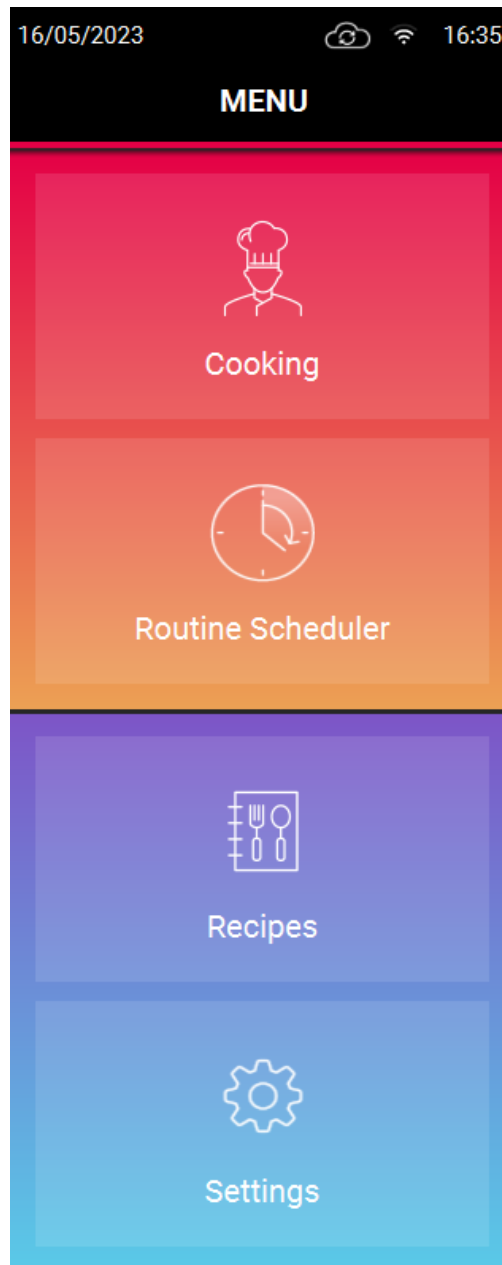 16/05/2023 16:35
MENU
Cooking
Routine Scheduler
Recipes
Settings